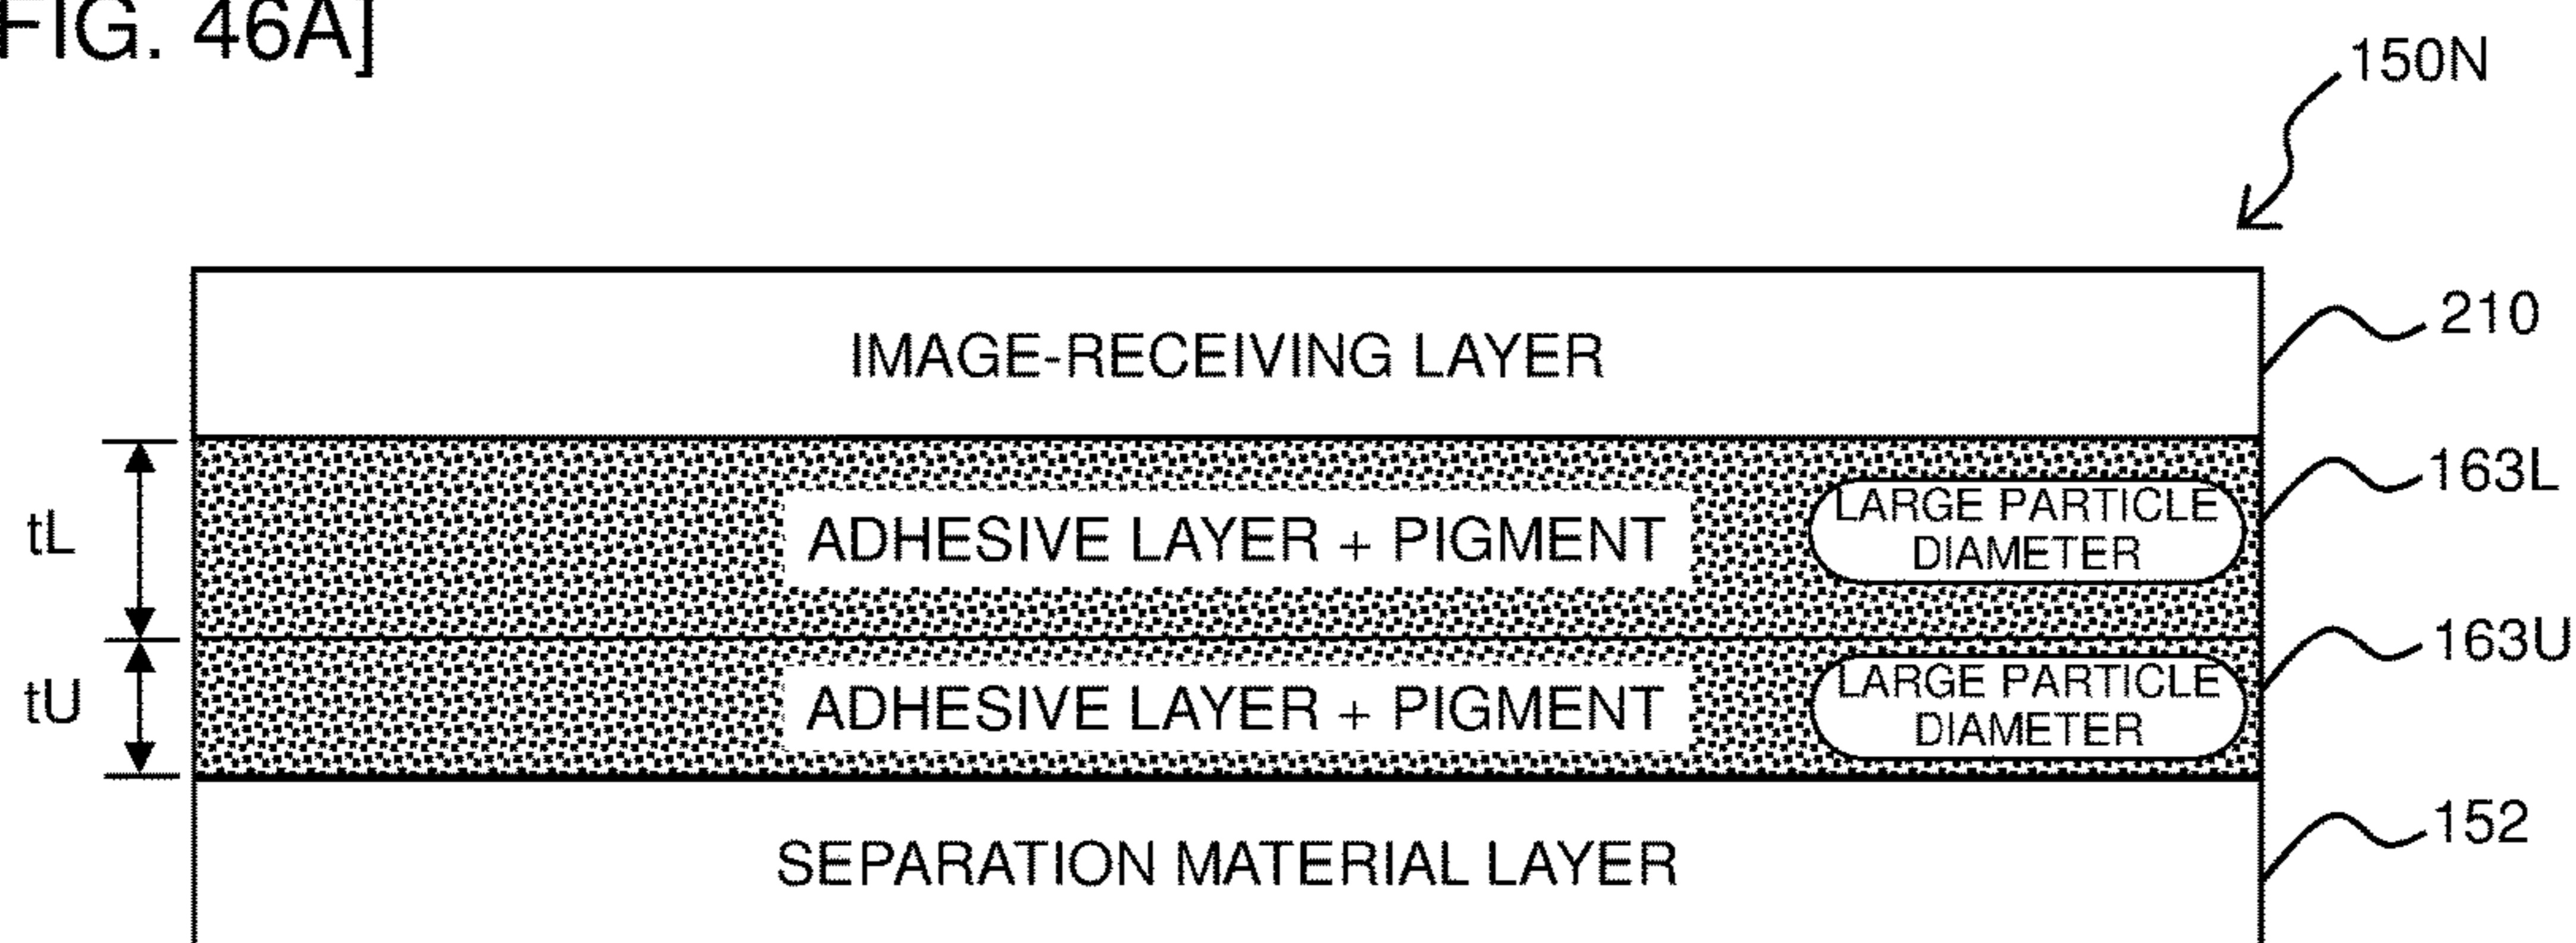 FIG. 46A]
150N
IMAGE-RECEIVING LAYER
210
tL
ADHESIVE LAYER + PIGMENT
LARGE PARTICLE
DIAMETER
163L
tU
ADHESIVE LAYER + PIGMENT
LARGE PARTICLE
DIAMETER
163U
SEPARATION MATERIAL LAYER
152